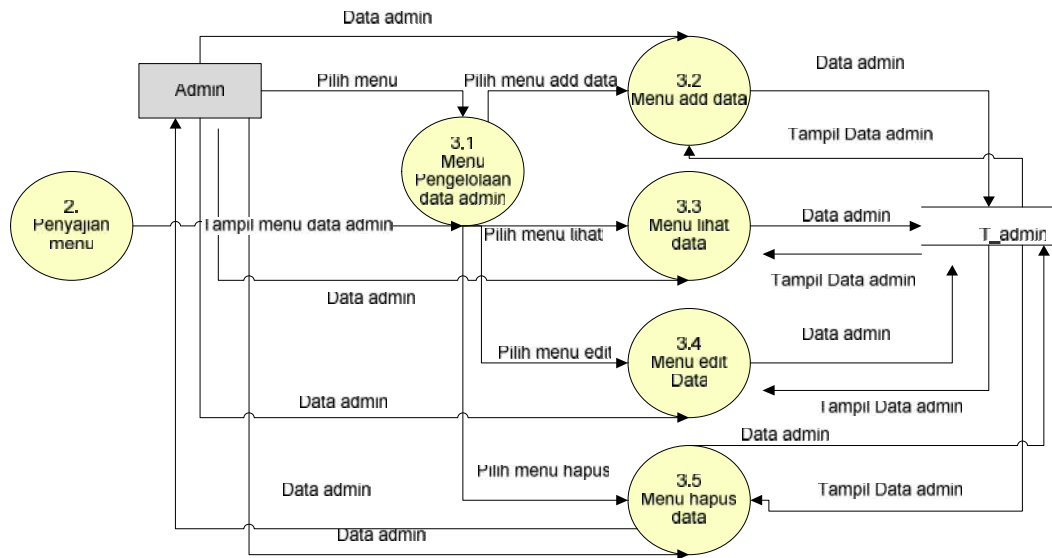 Data admin
Admin
Pilih menu
Pilih menu add data
3.2
Menu add data
Data admin
Tampil Data admin
3.1
Menu
Pengelolaan
data admin
2.
Penyajian
menu
Tampil menu data admin
Pilih menu lihat
3.3
Menu lihat
data
Data admin
T_admin
Tampil Data admin
Data admin
Pilih menu edit
3.4
Menu edit
Data
Data admin
Data admin
Tampil Data admin
Data admin
Pilih menu hapus
3.5
Menu hapus
data
Tampil Data admin
Data admin
Data admin